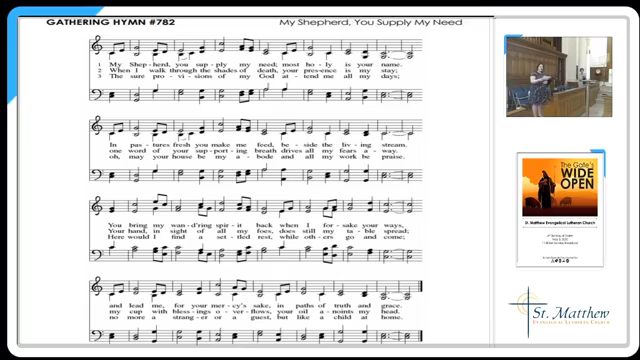 GATHERING HYMN #782
My Shepherd, You Supply My Need
1 My Shep-herd, you sup-ply my need; most ho-ly is your name.
2 When I walk through the shades of death, your pres-ence is my stay;
3 The sure pro-vi-sions of my God at-tend me all my days;
In pas-tures fresh you make me feed, be-side the liv-ing stream.
one word of your sup-port-ing breath drives all my fears a-way.
oh, may your house be my a-bode and all my work be praise.
You bring my wand-'ring spir-it back when I for-sake your ways,
Your hand, in sight of all my foes, does still my ta-ble spread;
Here would I find a set-tled rest, while oth-ers go and come;
and lead me, for your mer-cy's sake, in paths of truth and grace.
my cup with bless-ings o-ver-flows, your oil a-noints my head.
no more a strang-er or a guest, but like a child at home.
The Gate's
WIDE
OPEN
St. Matthew Evangelical Lutheran Church
St. Matthew
EVANGELICAL LUTHERAN CHURCH